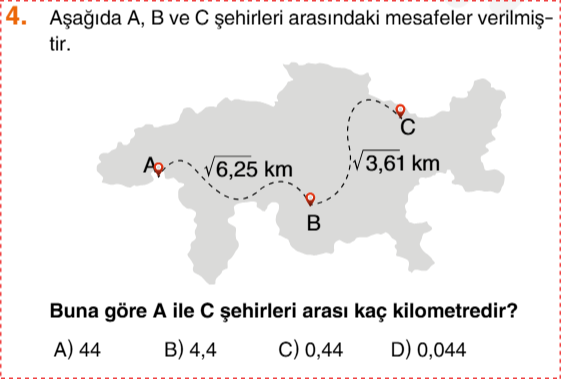 4. Aşağıda A, B ve C şehirleri arasındaki mesafeler verilmiş-
tir.
C
A
√6,25 km
√3,61 km
B
Buna göre A ile C şehirleri arası kaç kilometredir?
A) 44 B) 4,4 C) 0,44 D) 0,044